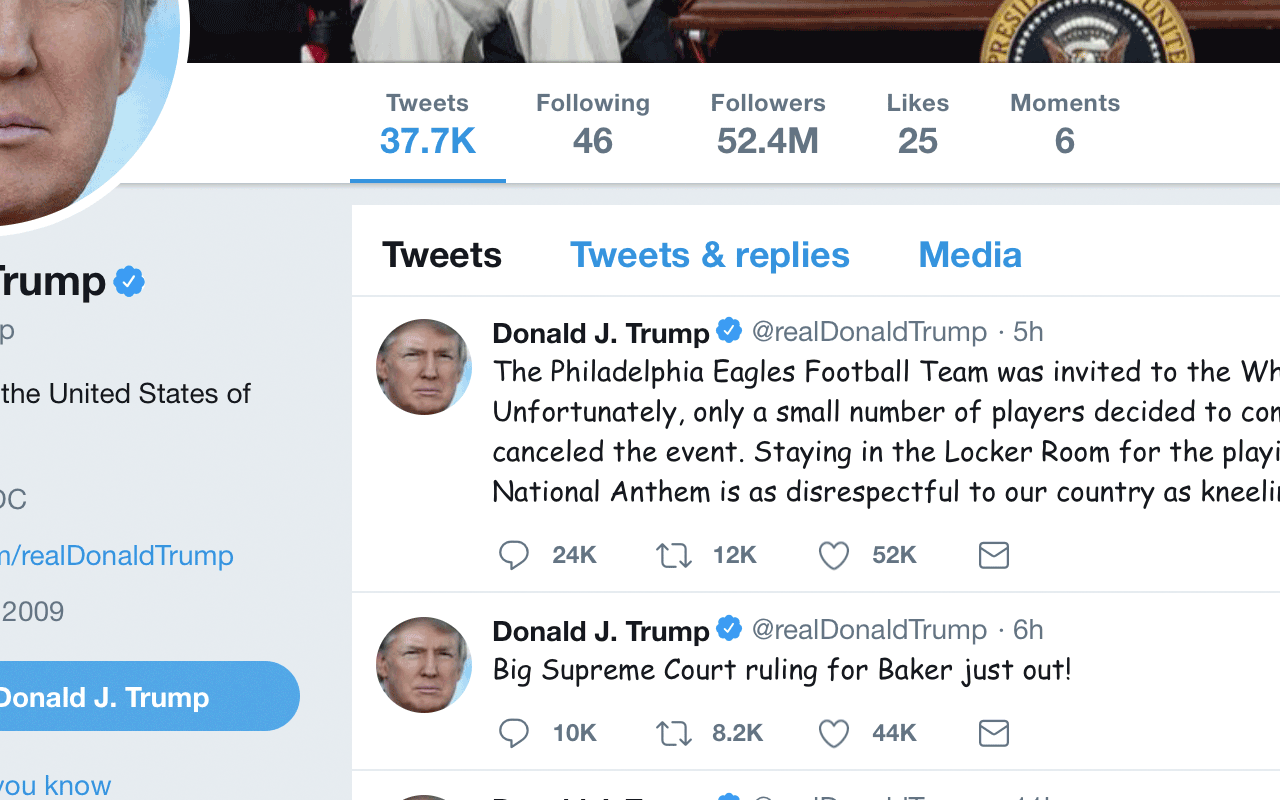 PRESID
UNITE
Tweets Following Followers Likes Moments
37.7K 46 52.4M 25 6
Tweets Tweets & replies Media
Trump
p
the United States of
DC
m/realDonaldTrump
2009
Donald J. Trump
you know
Donald J. Trump @realDonaldTrump · 5h
The Philadelphia Eagles Football Team was invited to the Wh
Unfortunately, only a small number of players decided to com
canceled the event. Staying in the Locker Room for the playi
National Anthem is as disrespectful to our country as kneelin
24K 12K 52K
Donald J. Trump @realDonaldTrump · 6h
Big Supreme Court ruling for Baker just out!
10K 8.2K 44K